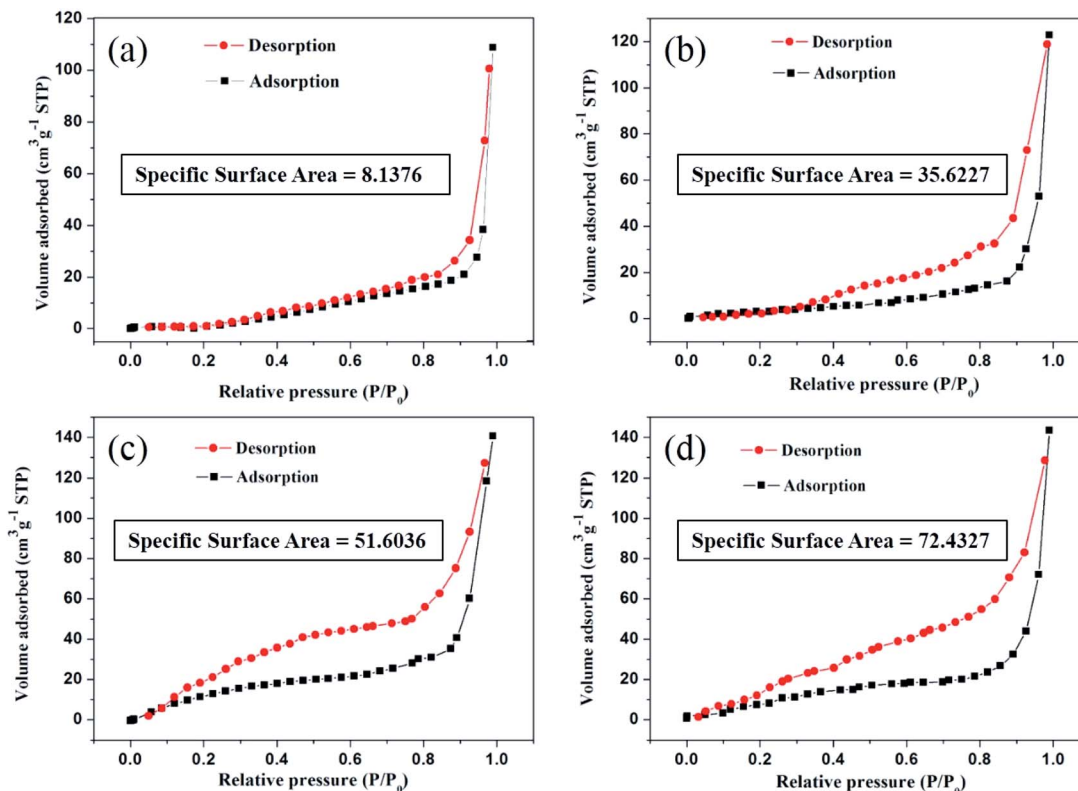 (a)
Desorption
Adsorption
Specific Surface Area = 8.1376
Volume adsorbed (cm³g⁻¹ STP)
120
100
80
60
40
20
0
0.0 0.2 0.4 0.6 0.8 1.0
Relative pressure (P/P₀)
(b)
Desorption
Adsorption
Specific Surface Area = 35.6227
Volume adsorbed (cm³g⁻¹ STP)
120
100
80
60
40
20
0
0.0 0.2 0.4 0.6 0.8 1.0
Relative pressure (P/P₀)
(c)
Desorption
Adsorption
Specific Surface Area = 51.6036
Volume adsorbed (cm³g⁻¹ STP)
140
120
100
80
60
40
20
0
0.0 0.2 0.4 0.6 0.8 1.0
Relative pressure (P/P₀)
(d)
Desorption
Adsorption
Specific Surface Area = 72.4327
Volume adsorbed (cm³g⁻¹ STP)
140
120
100
80
60
40
20
0
0.0 0.2 0.4 0.6 0.8 1.0
Relative pressure (P/P₀)